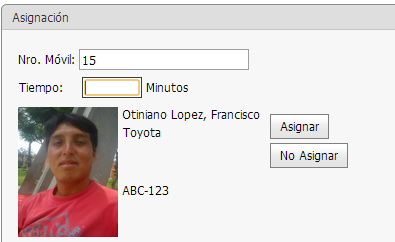 Asignación
Nro. Móvil: 15
Tiempo: Minutos
Otiniano Lopez, Francisco
Toyota
Asignar
No Asignar
ABC-123